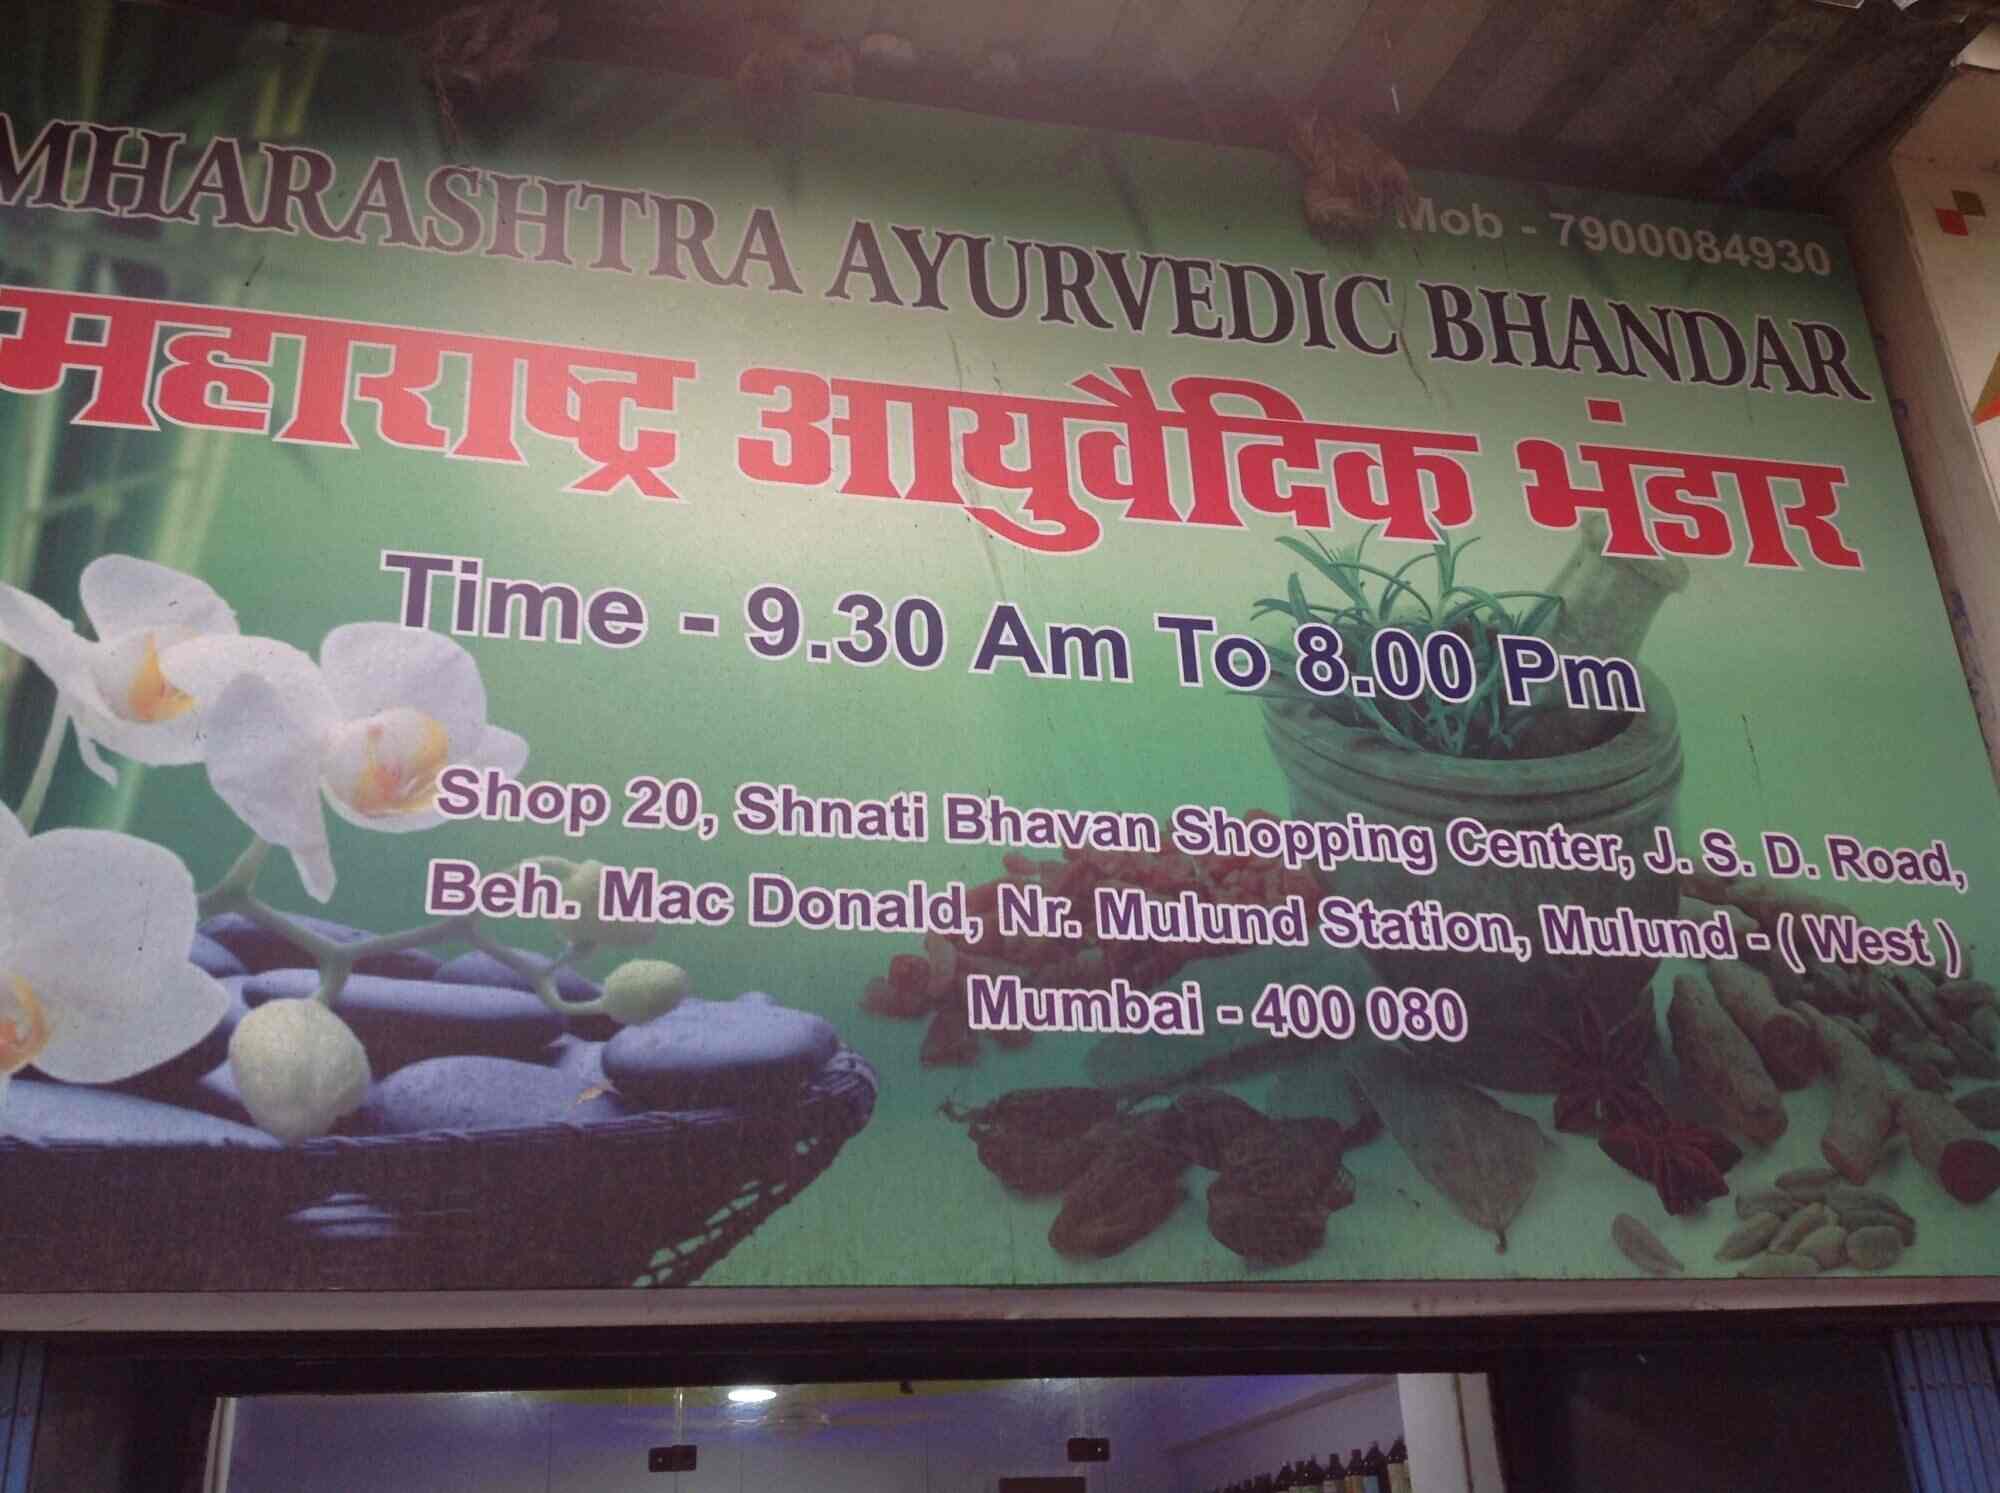 Mob - 7900084930
MHARASHTRA AYURVEDIC BHANDAR
महाराष्ट्र आयुर्वेदिक भंडार
Time - 9.30 Am To 8.00 Pm
Shop 20, Shnati Bhavan Shopping Center, J. S. D. Road,
Beh. Mac Donald, Nr. Mulund Station, Mulund - ( West )
Mumbai - 400 080